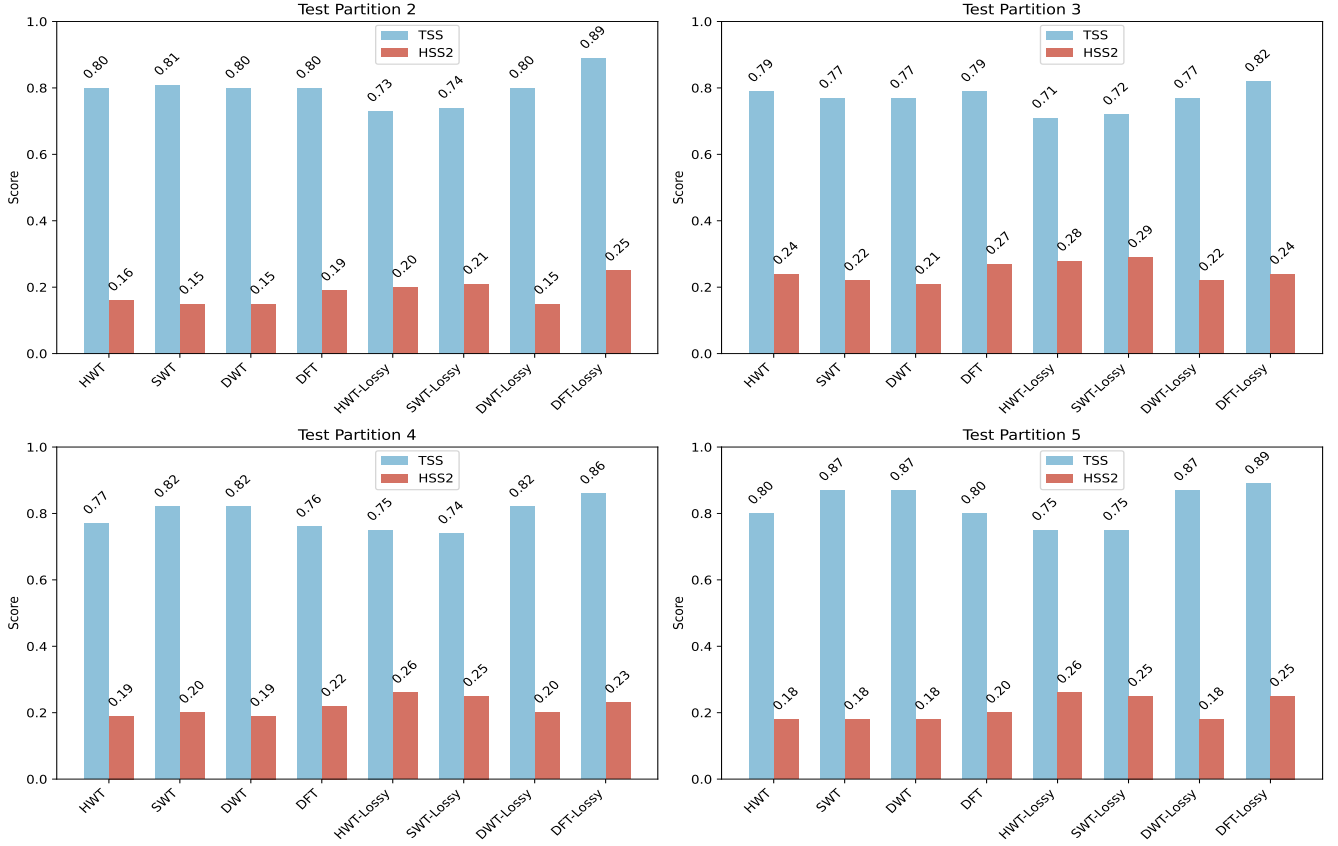 Test Partition 2
TSS
HSS2
Score
1.0
0.8
0.6
0.4
0.2
0.0
0.80
0.81
0.80
0.80
0.73
0.74
0.80
0.89
0.16
0.15
0.15
0.19
0.20
0.21
0.15
0.25
HWT
SWT
DWT
DFT
HWT-Lossy
SWT-Lossy
DWT-Lossy
DFT-Lossy
Test Partition 3
TSS
HSS2
Score
1.0
0.8
0.6
0.4
0.2
0.0
0.79
0.77
0.77
0.79
0.71
0.72
0.77
0.82
0.24
0.22
0.21
0.27
0.28
0.29
0.22
0.24
HWT
SWT
DWT
DFT
HWT-Lossy
SWT-Lossy
DWT-Lossy
DFT-Lossy
Test Partition 4
TSS
HSS2
Score
1.0
0.8
0.6
0.4
0.2
0.0
0.77
0.82
0.82
0.76
0.75
0.74
0.82
0.86
0.19
0.20
0.19
0.22
0.26
0.25
0.20
0.23
HWT
SWT
DWT
DFT
HWT-Lossy
SWT-Lossy
DWT-Lossy
DFT-Lossy
Test Partition 5
TSS
HSS2
Score
1.0
0.8
0.6
0.4
0.2
0.0
0.80
0.87
0.87
0.80
0.75
0.75
0.87
0.89
0.18
0.18
0.18
0.20
0.26
0.25
0.18
0.25
HWT
SWT
DWT
DFT
HWT-Lossy
SWT-Lossy
DWT-Lossy
DFT-Lossy